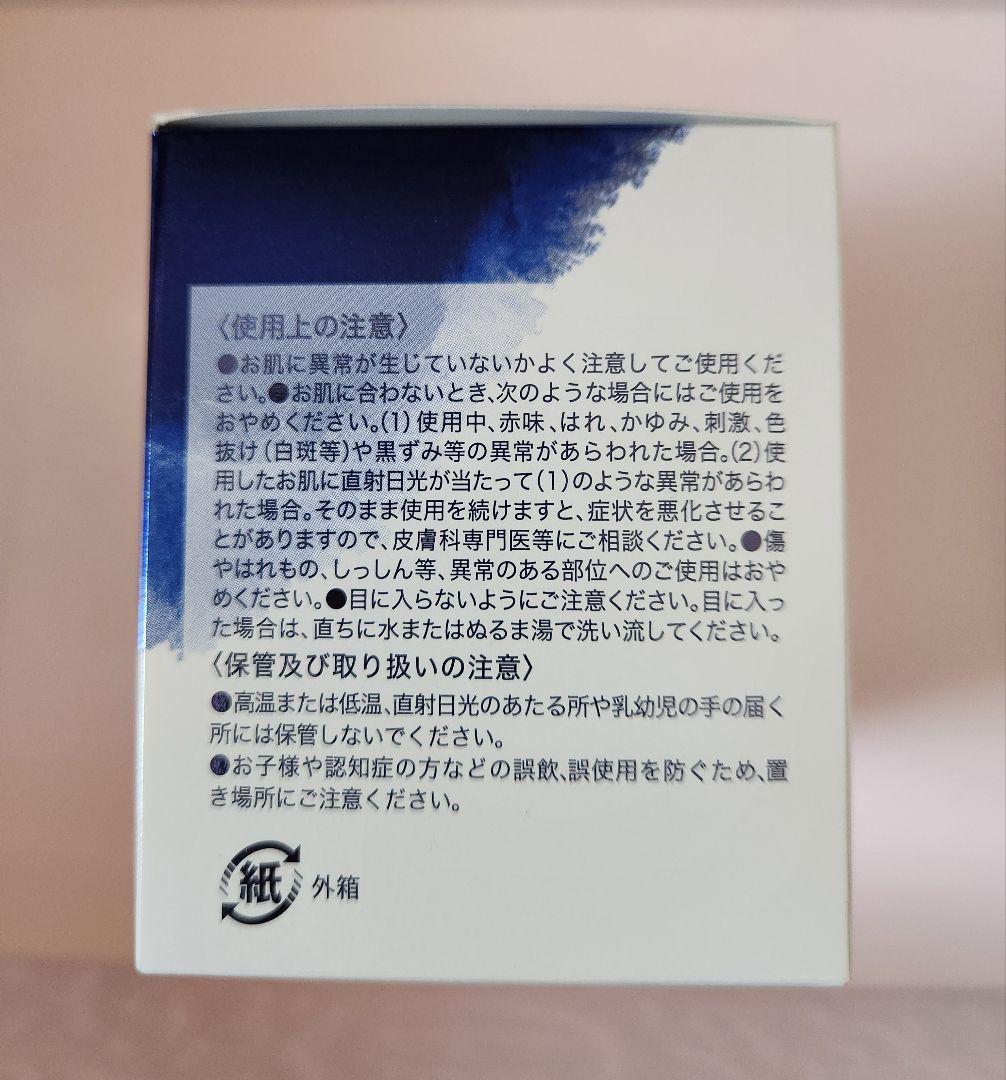 〈使用上の注意〉
●お肌に異常が生じていないかよく注意してご使用くだ
さい。●お肌に合わないとき、次のような場合にはご使用を
おやめください。(1)使用中、赤味、はれ、かゆみ、刺激、色
抜け(白斑等)や黒ずみ等の異常があらわれた場合。(2)使
用したお肌に直射日光が当たって(1)のような異常があらわ
れた場合。そのまま使用を続けますと、症状を悪化させるこ
とがありますので、皮膚科専門医等にご相談ください。●傷
やはれもの、しっしん等、異常のある部位へのご使用はおや
めください。●目に入らないようにご注意ください。目に入っ
た場合は、直ちに水またはぬるま湯で洗い流してください。
〈保管及び取り扱いの注意〉
●高温または低温、直射日光のあたる所や乳幼児の手の届く
所には保管しないでください。
●お子様や認知症の方などの誤飲、誤使用を防ぐため、置
き場所にご注意ください。
紙 外箱